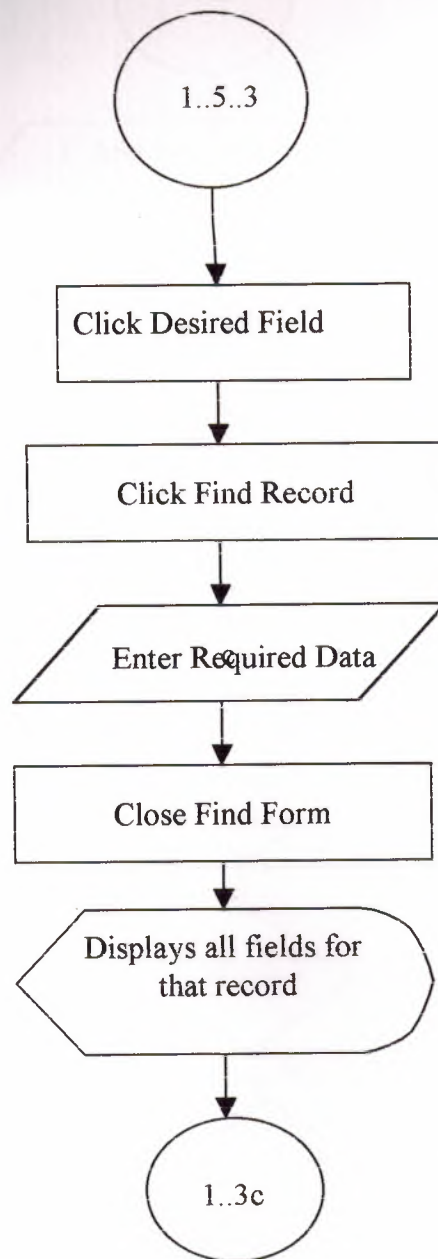 1..5..3
Click Desired Field
Click Find Record
Enter Required Data
Close Find Form
Displays all fields for
that record
1..3c